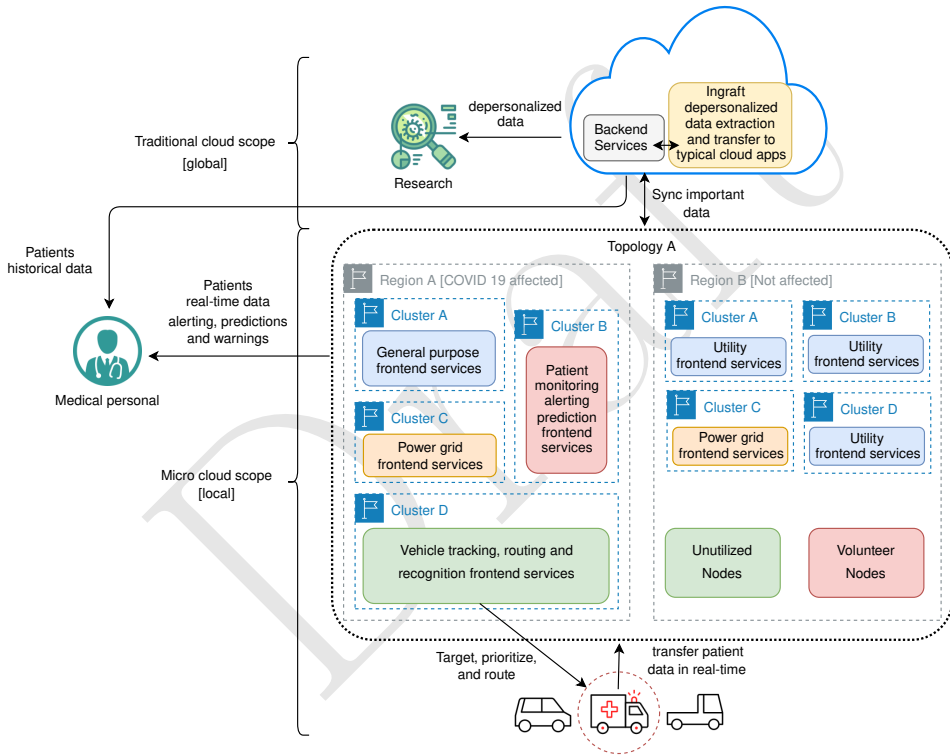 Traditional cloud scope
[global]
depersonalized
data
Research
Backend
Services
Ingraft
depersonalized
data extraction
and transfer to
typical cloud apps
Sync important
data
Patients
historical data
Patients
real-time data
alerting, predictions
and warnings
Medical personal
Micro cloud scope
[local]
Topology A
Region A [COVID 19 affected]
Cluster A
General purpose
frontend services
Cluster B
Patient
monitoring
alerting
prediction
frontend
services
Cluster C
Power grid
frontend services
Cluster D
Vehicle tracking, routing and
recognition frontend services
Region B [Not affected]
Cluster A
Utility
frontend services
Cluster B
Utility
frontend services
Cluster C
Power grid
frontend services
Cluster D
Utility
frontend services
Unutilized
Nodes
Volunteer
Nodes
Target, prioritize,
and route
transfer patient
data in real-time
Draft